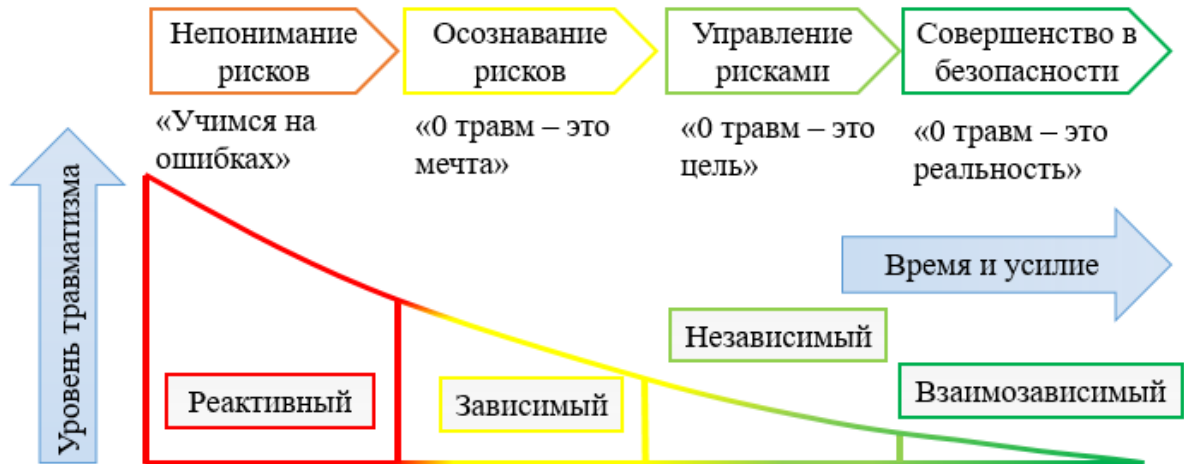 Непонимание
рисков
Осознавание
рисков
Управление
рисками
Совершенство в
безопасности
«Учимся на
ошибках»
«0 травм – это
мечта»
«0 травм – это
цель»
«0 травм – это
реальность»
Уровень травматизма
Время и усилие
Реактивный
Зависимый
Независимый
Взаимозависимый